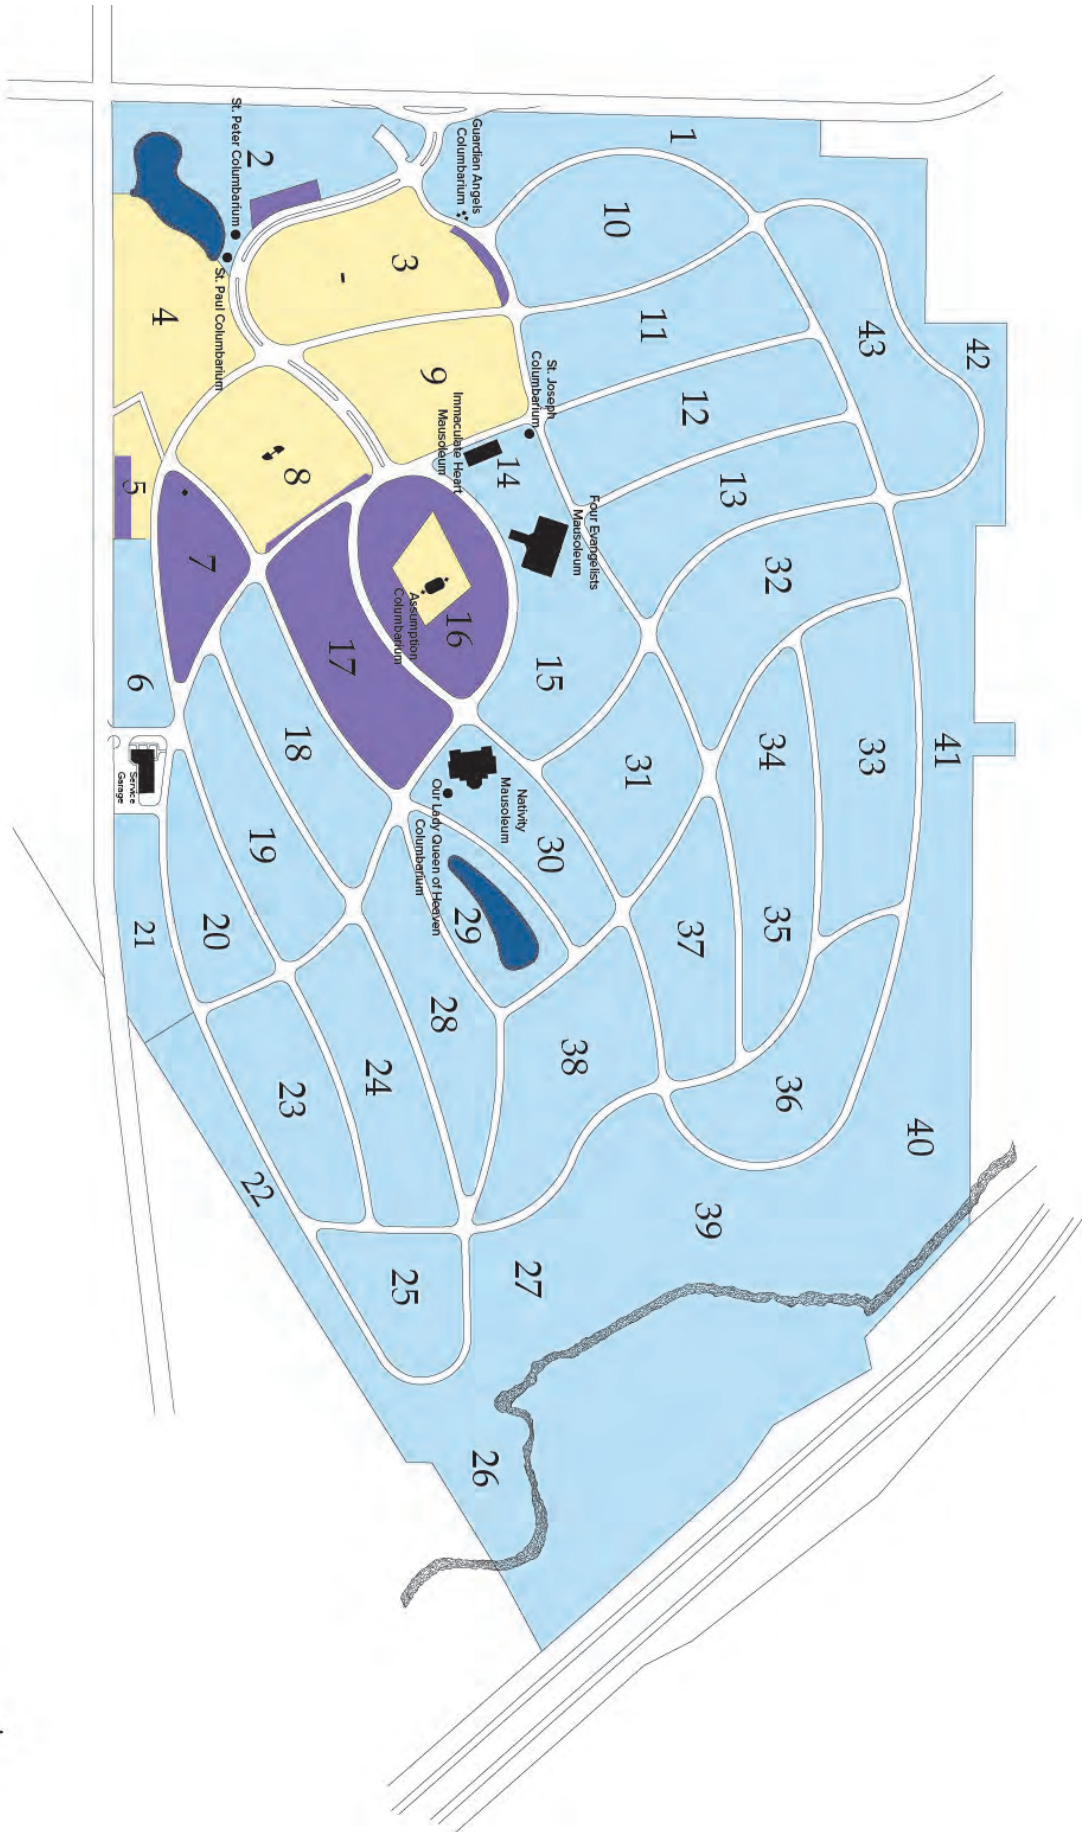 1
2
St. Peter Columbarium
St. Paul Columbarium
Guardian Angels
Columbarium
3
4
5
6
7
8
9
10
11
12
13
14
15
16
17
18
19
20
21
22
23
24
25
26
27
28
29
30
31
32
33
34
35
36
37
38
39
40
41
42
43
St. Joseph
Columbarium
Immaculate Heart
Mausoleum
Four Evangelists
Mausoleum
Assumption
Columbarium
Nativity
Mausoleum
Our Lady Queen of Heaven
Columbarium
Service
Garage